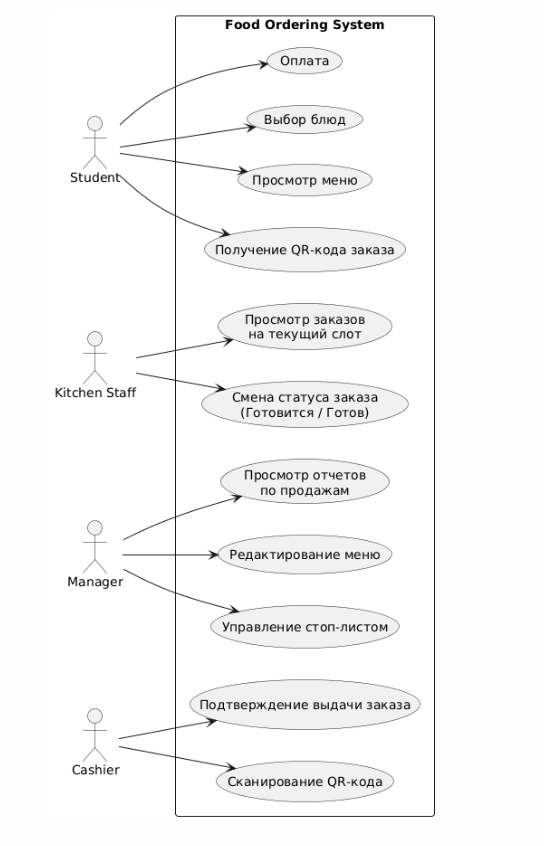 Food Ordering System
Оплата
Выбор блюд
Просмотр меню
Student
Получение QR-кода заказа
Просмотр заказов
на текущий слот
Kitchen Staff
Смена статуса заказа
(Готовится / Готов)
Просмотр отчетов
по продажам
Manager
Редактирование меню
Управление стоп-листом
Подтверждение выдачи заказа
Cashier
Сканирование QR-кода